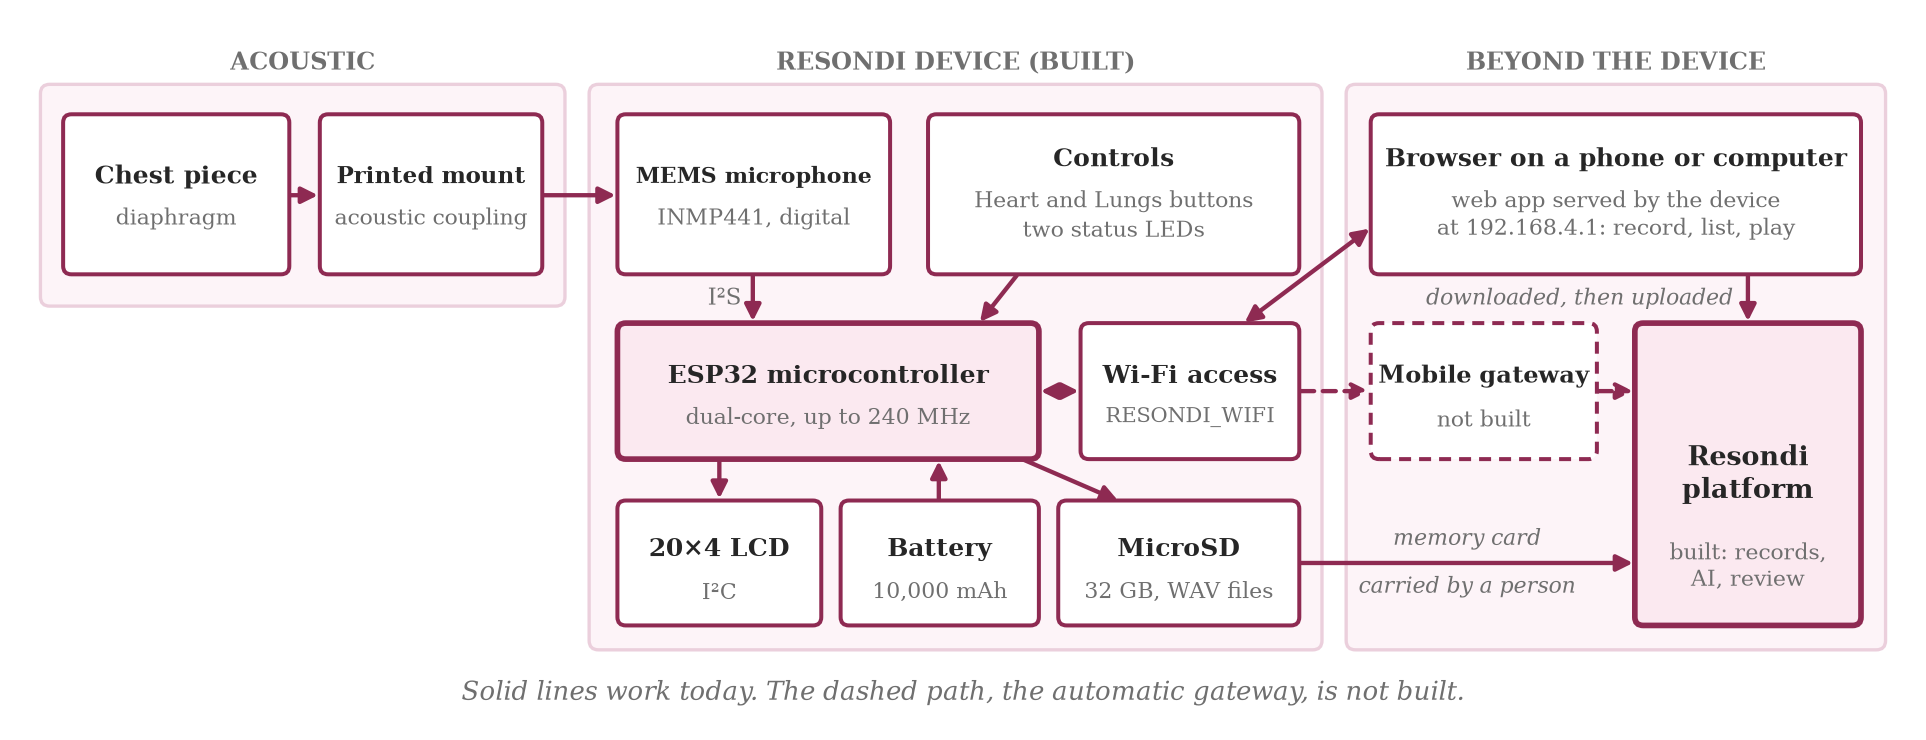 ACOUSTIC
RESONDI DEVICE (BUILT)
BEYOND THE DEVICE
Chest piece
diaphragm
Printed mount
acoustic coupling
MEMS microphone
INMP441, digital
Controls
Heart and Lungs buttons
two status LEDs
Browser on a phone or computer
web app served by the device
at 192.168.4.1: record, list, play
I²S
downloaded, then uploaded
ESP32 microcontroller
dual-core, up to 240 MHz
Wi-Fi access
RESONDI_WIFI
Mobile gateway
not built
Resondi
platform
built: records,
AI, review
20×4 LCD
I²C
Battery
10,000 mAh
MicroSD
32 GB, WAV files
memory card
carried by a person
Solid lines work today. The dashed path, the automatic gateway, is not built.